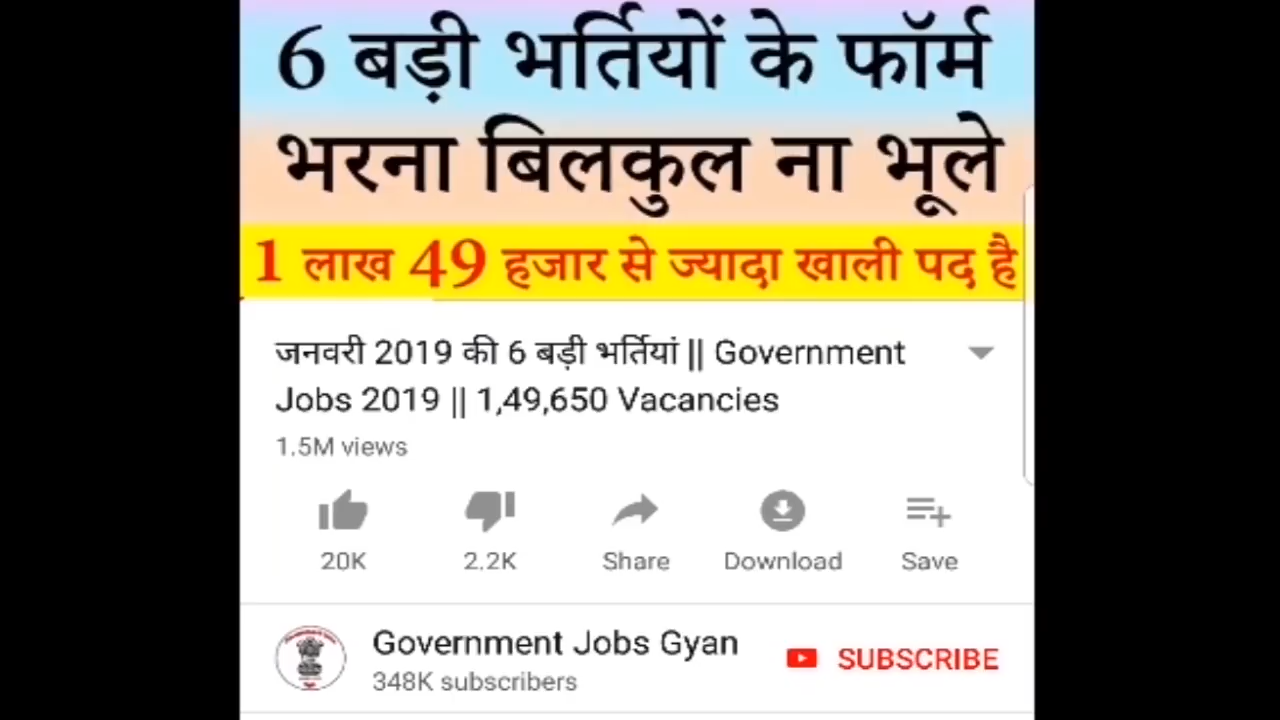 6 बड़ी भर्तियों के फॉर्म
भरना बिलकुल ना भूले
1 लाख 49 हजार से ज्यादा खाली पद है
जनवरी 2019 की 6 बड़ी भर्तियां || Government
Jobs 2019 || 1,49,650 Vacancies
1.5M views
20K 2.2K Share Download Save
Government Jobs Gyan
348K subscribers
SUBSCRIBE